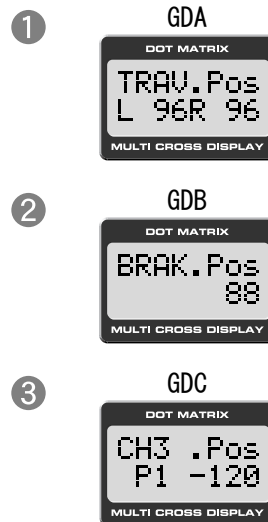 1
GDA
DOT MATRIX
TRAV.Pos
L 96R 96
MULTI CROSS DISPLAY
2
GDB
DOT MATRIX
BRAK.Pos
88
MULTI CROSS DISPLAY
3
GDC
DOT MATRIX
CH3 .Pos
P1 -120
MULTI CROSS DISPLAY